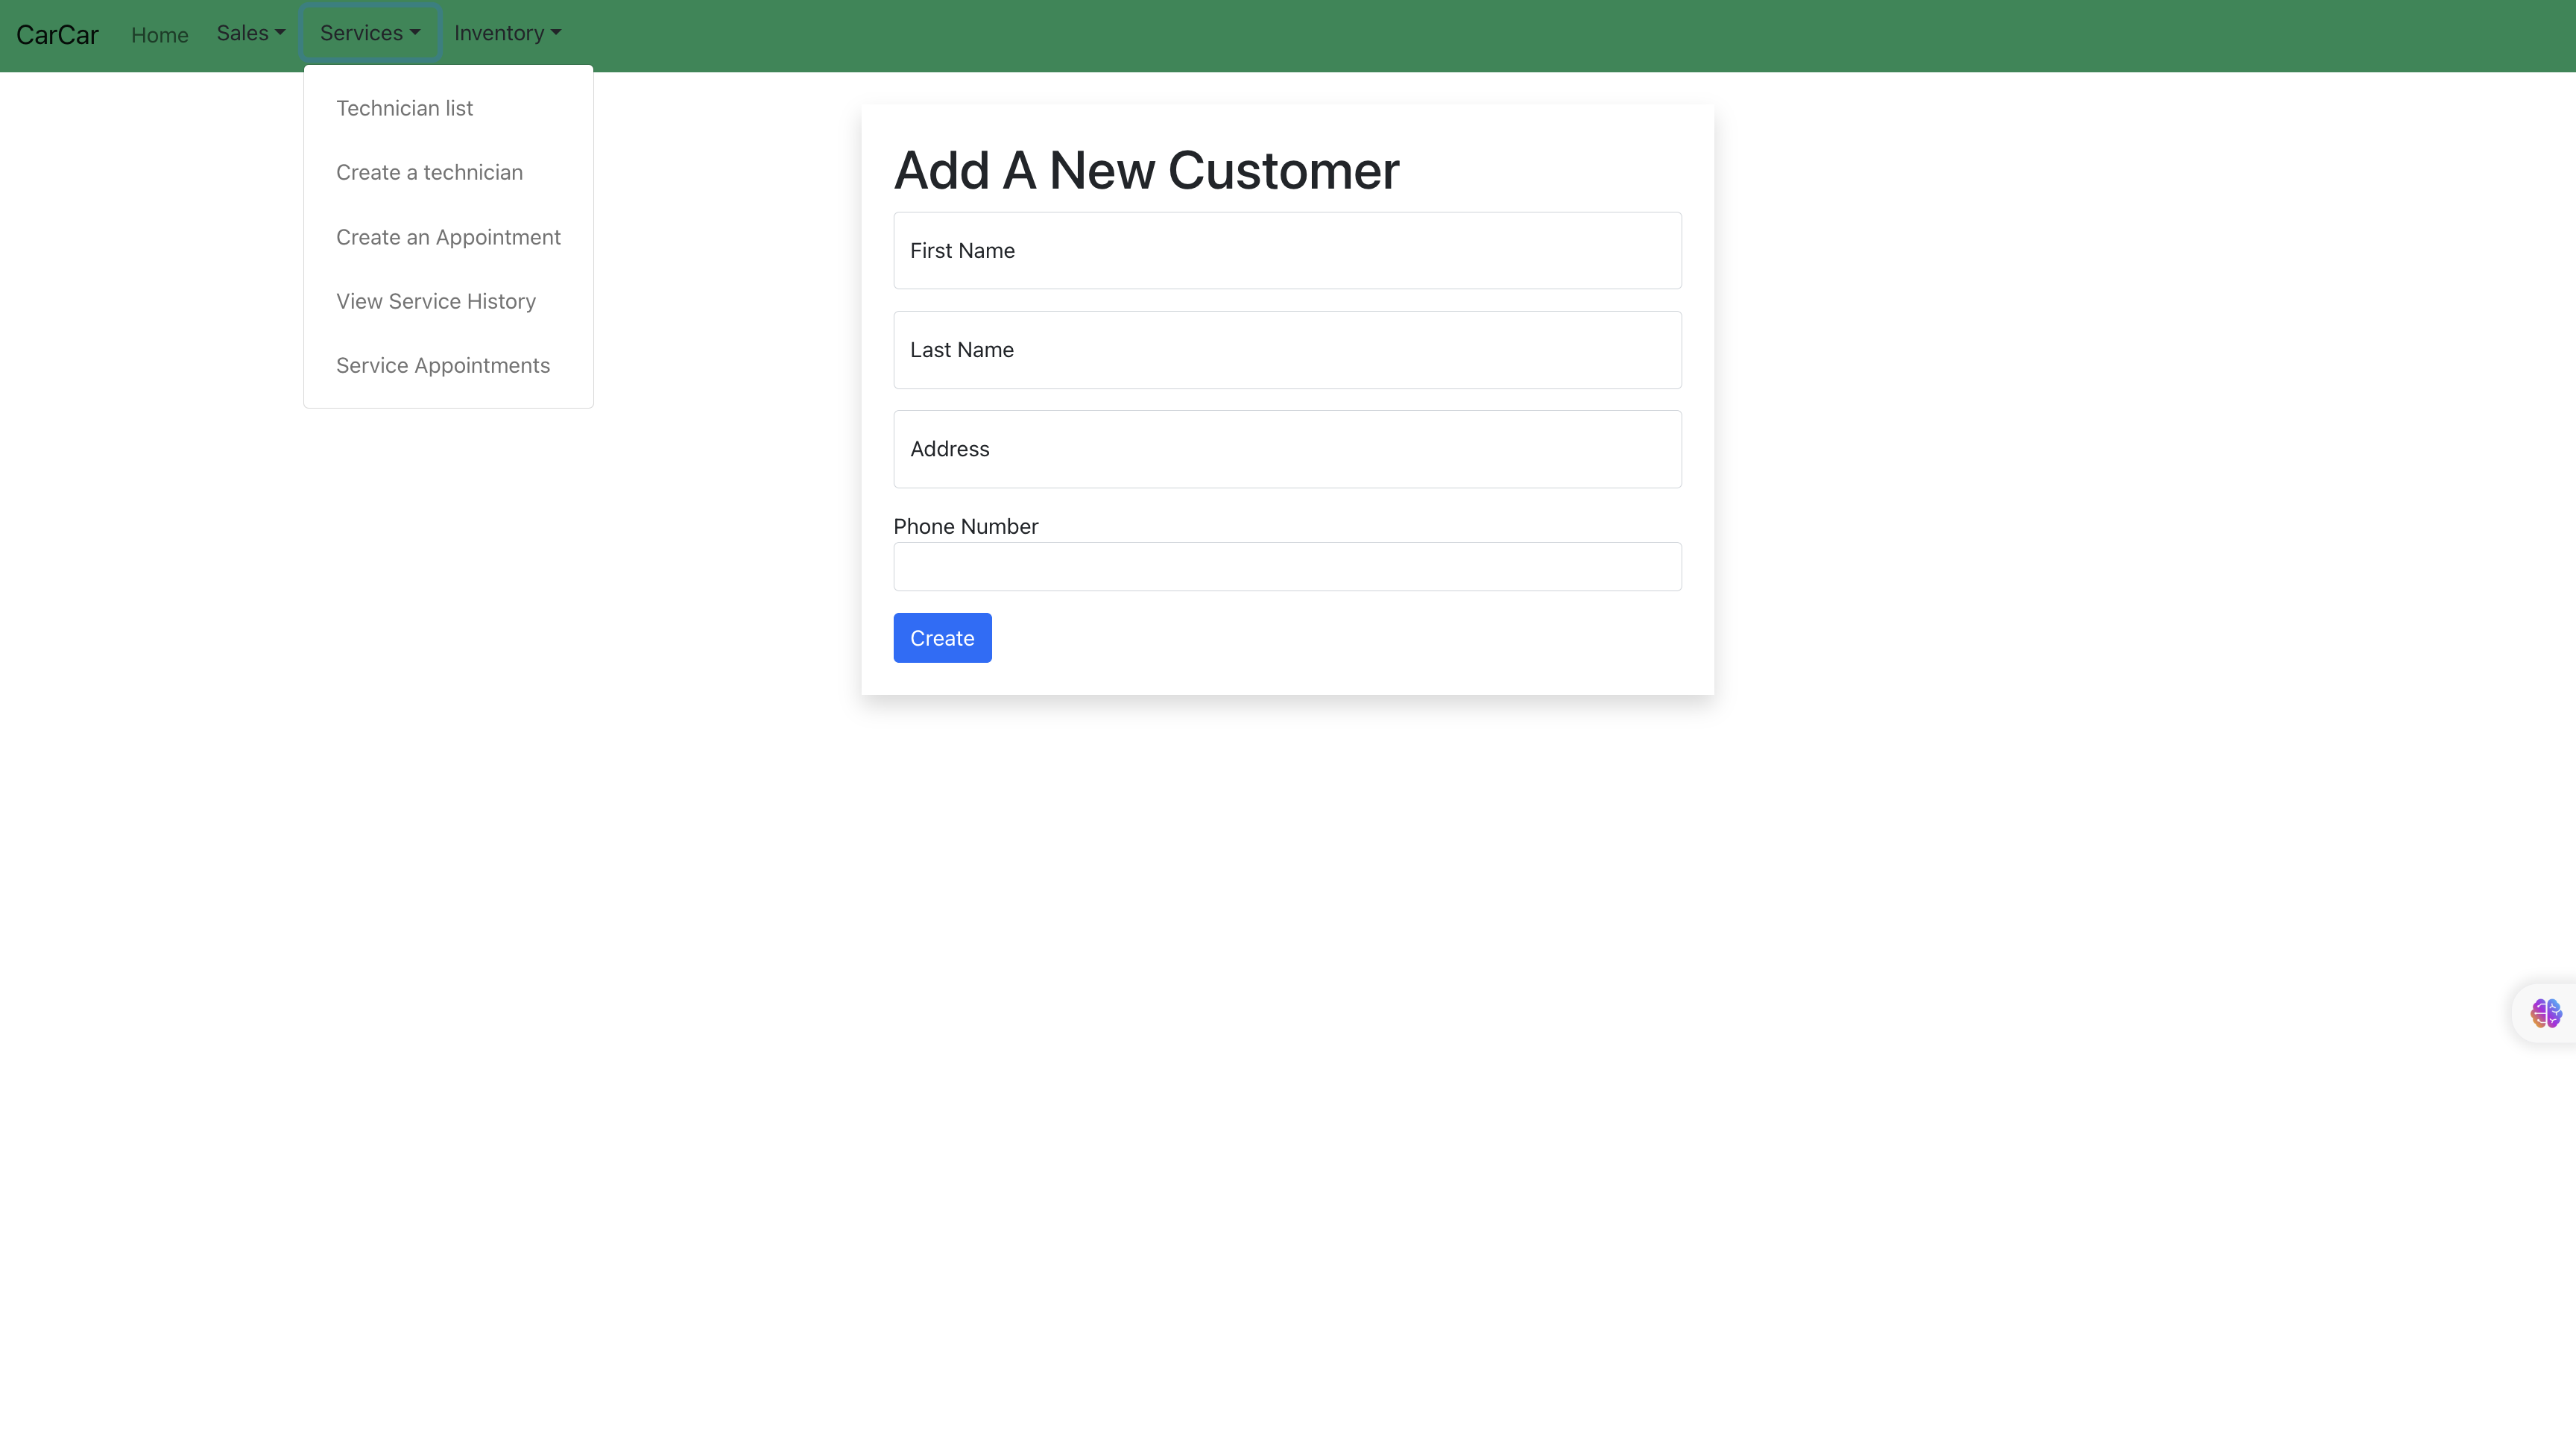 CarCar Home Sales Services Inventory
Technician list
Create a technician
Create an Appointment
View Service History
Service Appointments
Add A New Customer
First Name
Last Name
Address
Phone Number
Create